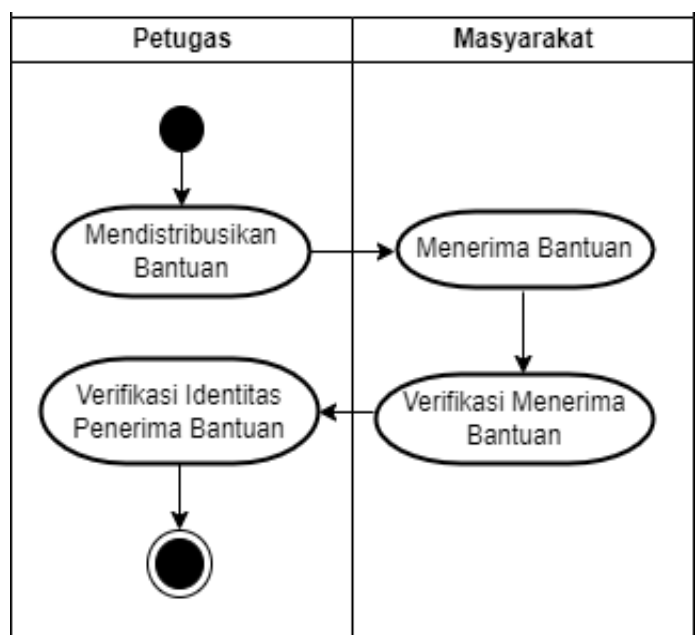 Petugas
Masyarakat
Mendistribusikan
Bantuan
Menerima Bantuan
Verifikasi Menerima
Bantuan
Verifikasi Identitas
Penerima Bantuan